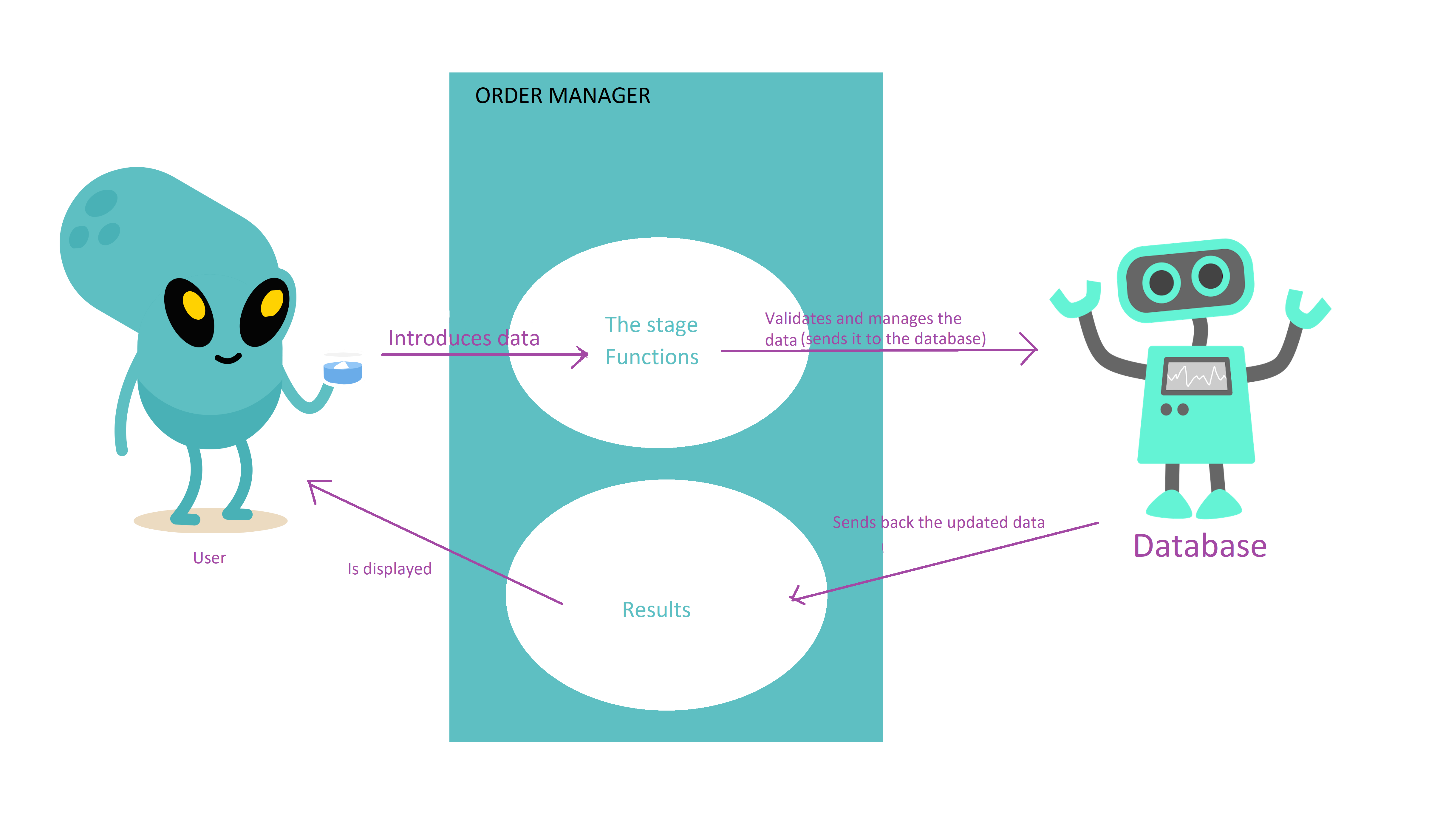 ORDER MANAGER
Introduces data
The stage
Functions
Validates and manages the
data (sends it to the database)
Sends back the updated data
Database
User
Is displayed
Results